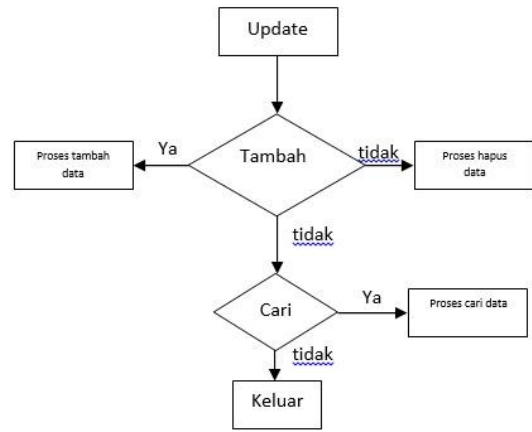 Update
Ya
Tambah
tidak
Proses tambah
data
Proses hapus
data
tidak
Cari
Ya
Proses cari data
tidak
Keluar